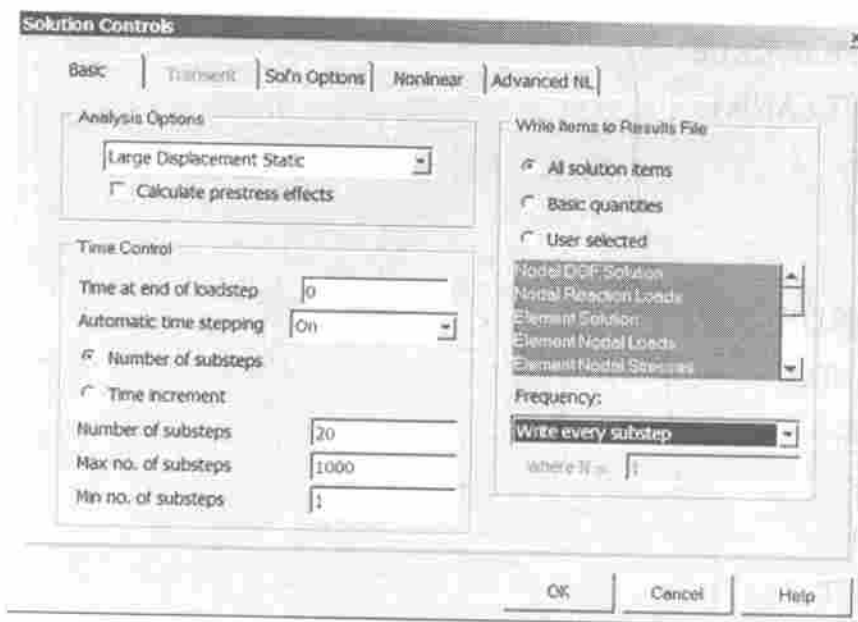 Solution Controls
Basic
Transient
Sol'n Options
Nonlinear
Advanced NL
Analysis Options
Large Displacement Static
Calculate prestress effects
Time Control
Time at end of loadstep 0
Automatic time stepping On
Number of substeps
Time increment
Number of substeps 20
Max no. of substeps 1000
Min no. of substeps 1
Write Items to Results File
All solution items
Basic quantities
User selected
Nodal DOF Solution
Nodal Reaction Loads
Element Solution
Element Nodal Loads
Element Nodal Stresses
Frequency:
Write every substep
where N = 1
OK
Cancel
Help